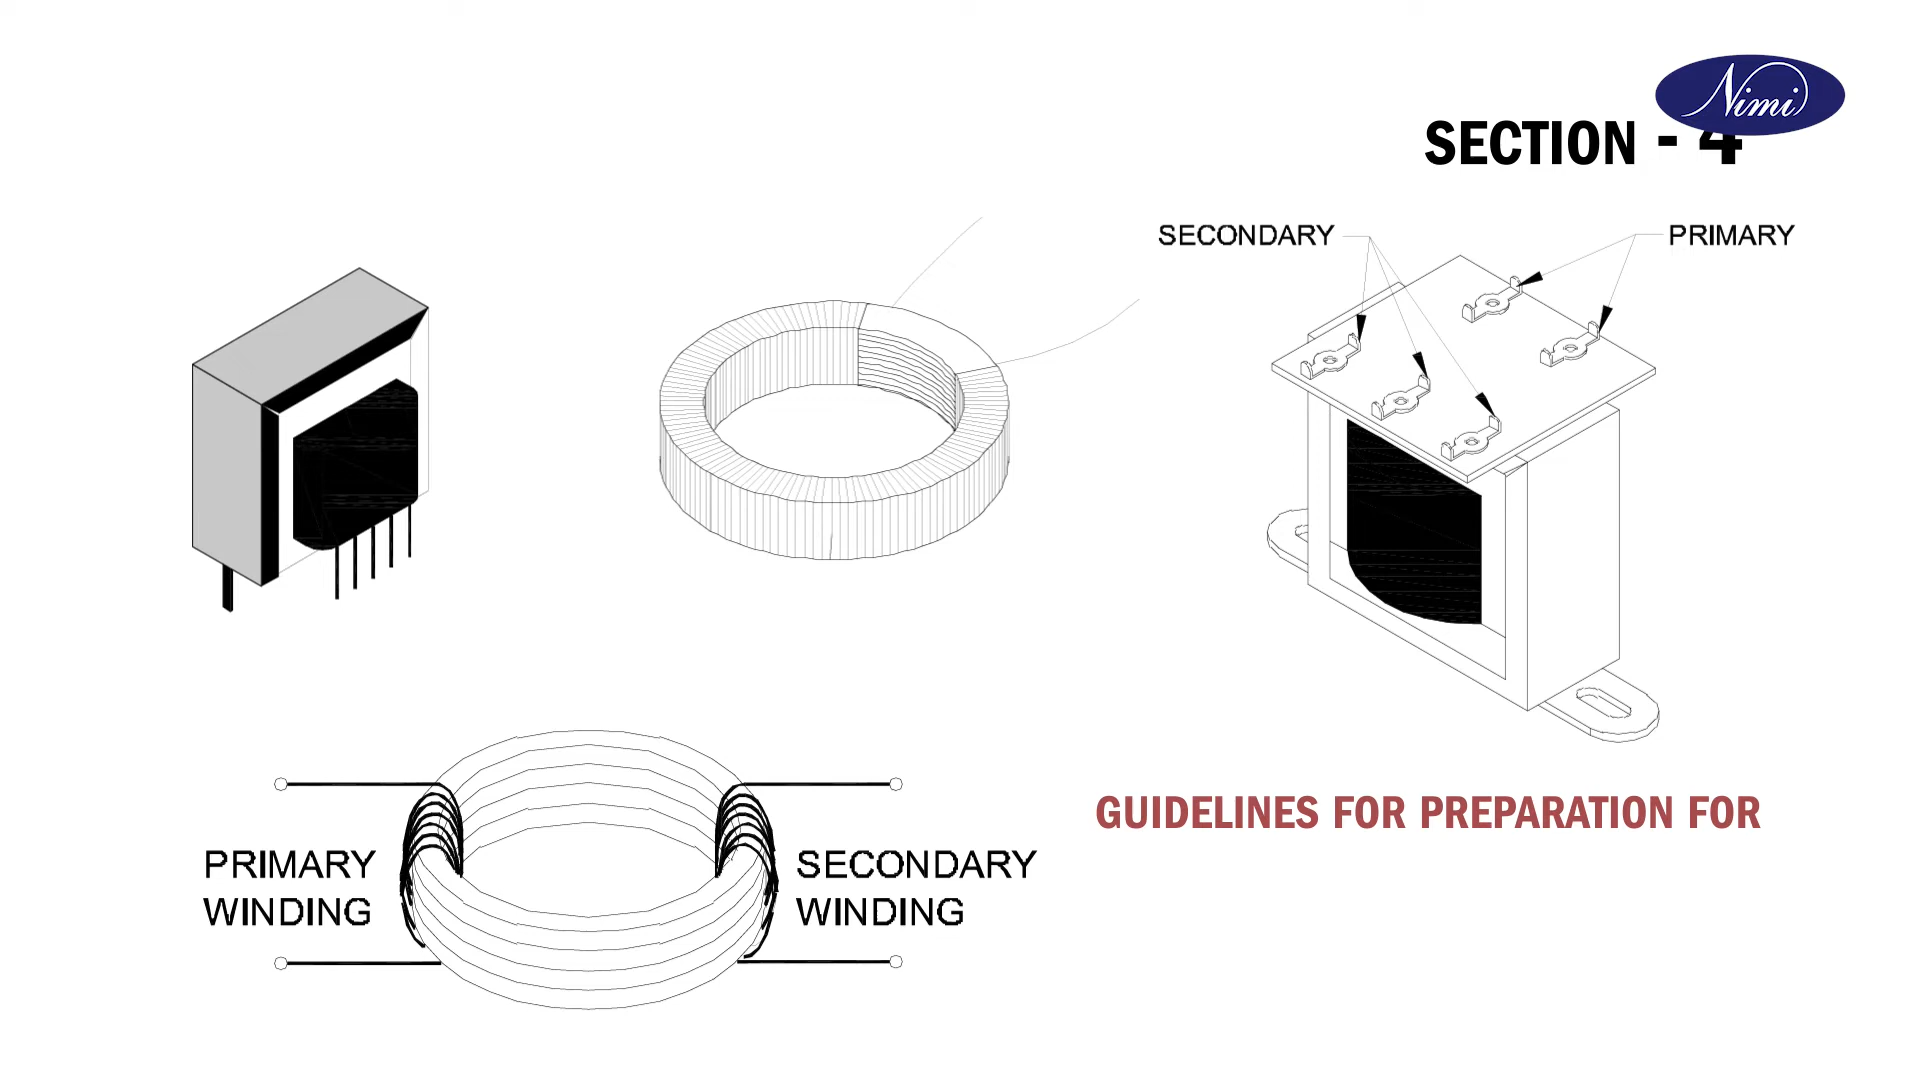 Nimi
SECTION - 4
SECONDARY
PRIMARY
GUIDELINES FOR PREPARATION FOR
PRIMARY
WINDING
SECONDARY
WINDING